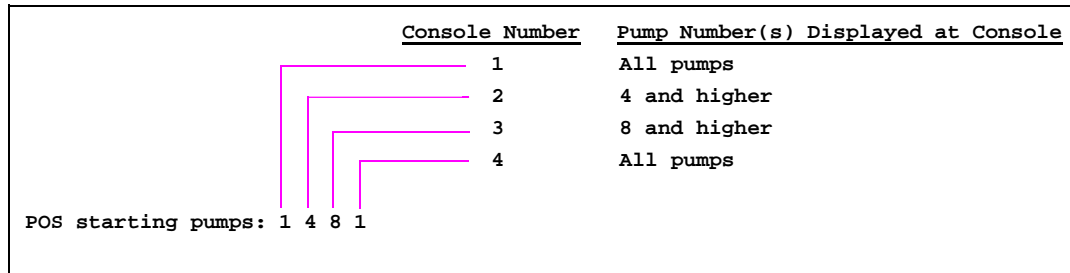 Console Number Pump Number(s) Displayed at Console
1 All pumps
2 4 and higher
3 8 and higher
4 All pumps
POS starting pumps: 1 4 8 1